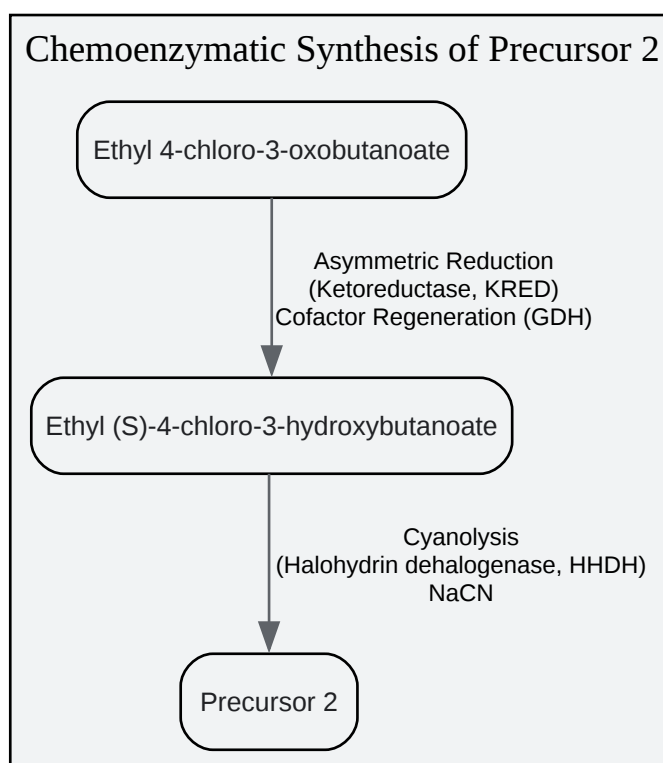 Chemoenzymatic Synthesis of Precursor 2
Ethyl 4-chloro-3-oxobutanoate
Asymmetric Reduction
(Ketoreductase, KRED)
Cofactor Regeneration (GDH)
Ethyl (S)-4-chloro-3-hydroxybutanoate
Cyanolysis
(Halohydrin dehalogenase, HHDH)
NaCN
Precursor 2